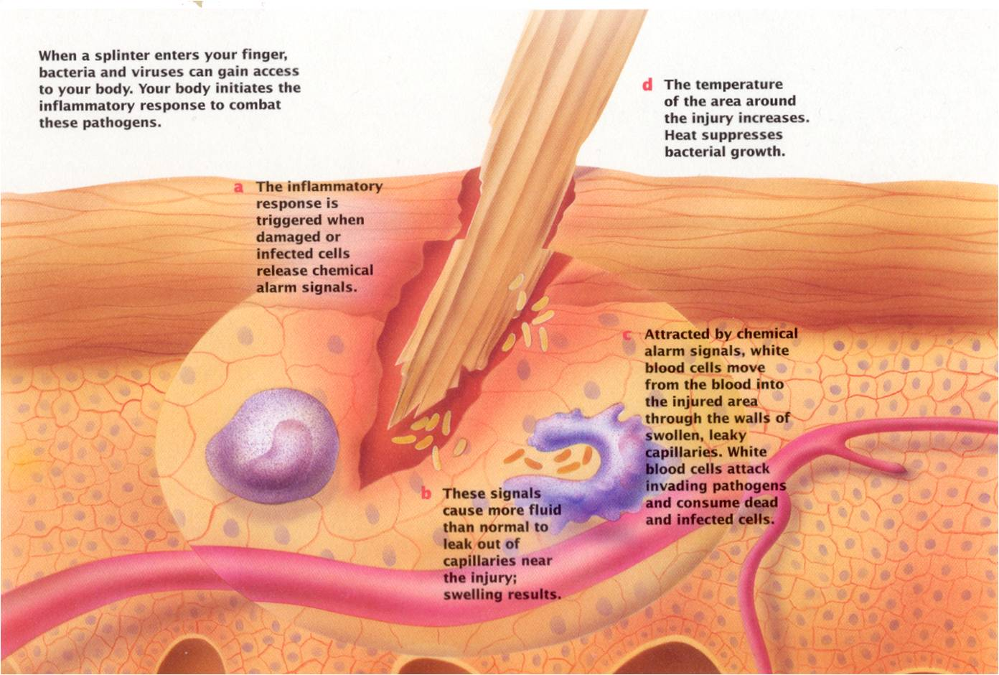 When a splinter enters your finger,
bacteria and viruses can gain access
to your body. Your body initiates the
inflammatory response to combat
these pathogens.
a The inflammatory
response is
triggered when
damaged or
infected cells
release chemical
alarm signals.
b These signals
cause more fluid
than normal to
leak out of
capillaries near
the injury;
swelling results.
c Attracted by chemical
alarm signals, white
blood cells move
from the blood into
the injured area
through the walls of
swollen, leaky
capillaries. White
blood cells attack
invading pathogens
and consume dead
and infected cells.
d The temperature
of the area around
the injury increases.
Heat suppresses
bacterial growth.